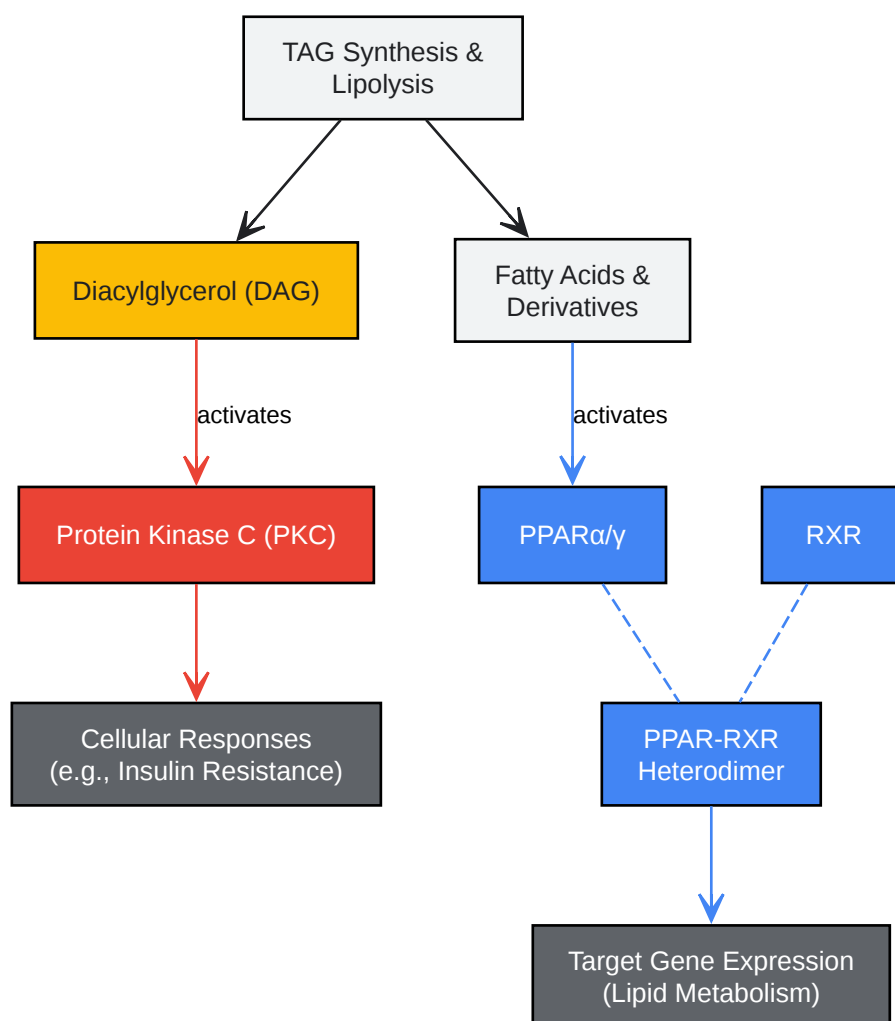 TAG Synthesis &
Lipolysis
Diacylglycerol (DAG)
Fatty Acids &
Derivatives
activates
activates
Protein Kinase C (PKC)
PPARα/γ
RXR
Cellular Responses
(e.g., Insulin Resistance)
PPAR-RXR
Heterodimer
Target Gene Expression
(Lipid Metabolism)